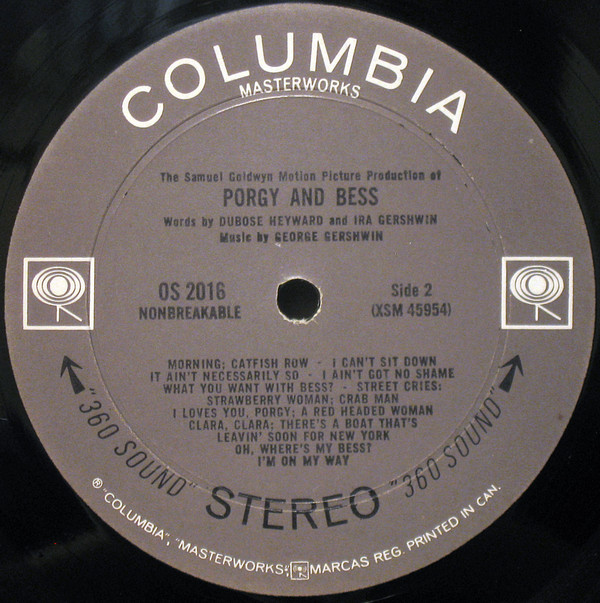 COLUMBIA
MASTERWORKS
The Samuel Goldwyn Motion Picture Production of
PORGY AND BESS
Words by DUBOSE HEYWARD and IRA GERSHWIN
Music by GEORGE GERSHWIN
OS 2016
NONBREAKABLE
Side 2
(XSM 45954)
MORNING; CATFISH ROW - I CAN'T SIT DOWN
IT AIN'T NECESSARILY SO - I AIN'T GOT NO SHAME
WHAT YOU WANT WITH BESS? - STREET CRIES:
STRAWBERRY WOMAN; CRAB MAN
I LOVES YOU, PORGY; A RED HEADED WOMAN
CLARA, CLARA; THERE'S A BOAT THAT'S
LEAVIN' SOON FOR NEW YORK
OH, WHERE'S MY BESS?
I'M ON MY WAY
"360 SOUND" STEREO "360 SOUND"
® "COLUMBIA", "MASTERWORKS", MARCAS REG. PRINTED IN CAN.